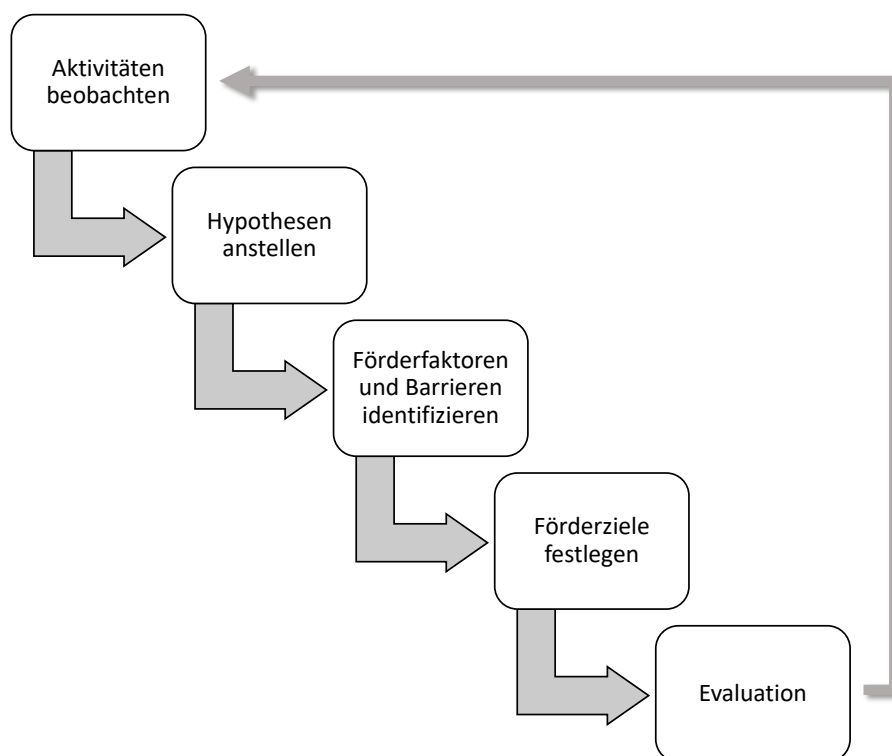 Aktivitäten
beobachten
Hypothesen
anstellen
Förderfaktoren
und Barrieren
identifizieren
Förderziele
festlegen
Evaluation